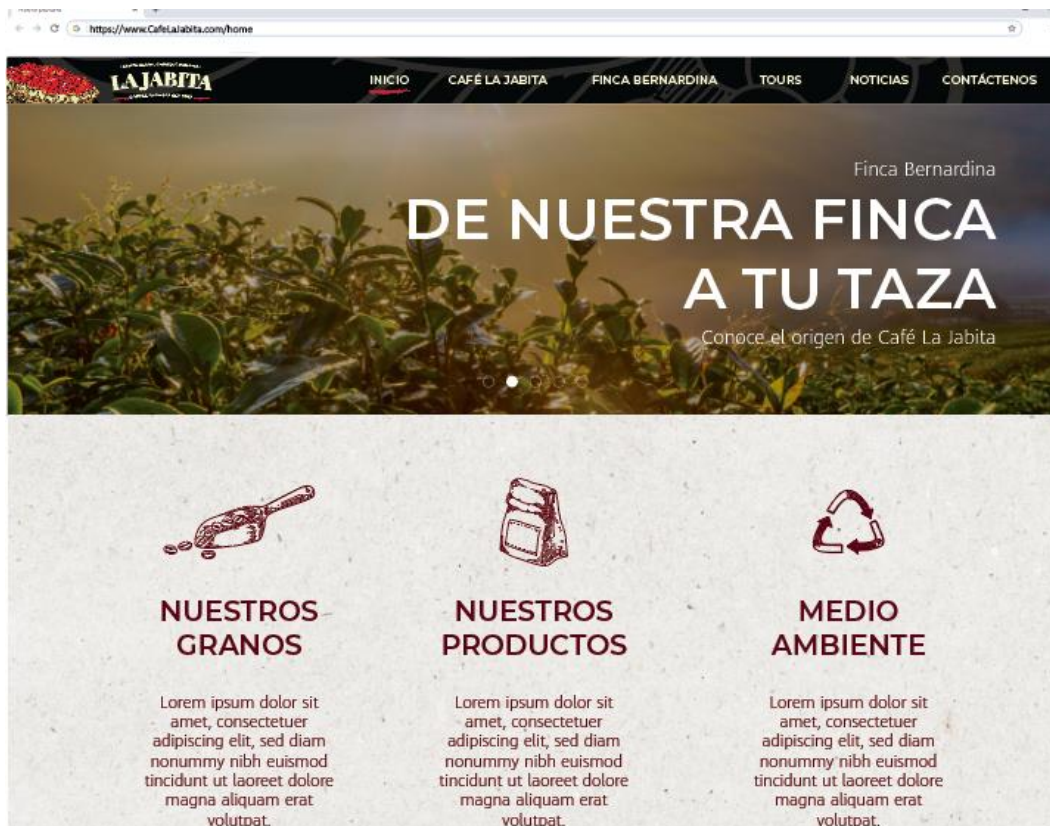 https://www.CafeLaJabita.com/home
LA JABITA
INICIO CAFÉ LA JABITA FINCA BERNARDINA TOURS NOTICIAS CONTÁCTENOS
Finca Bernardina
DE NUESTRA FINCA
A TU TAZA
Conoce el origen de Café La Jabita
NUESTROS
GRANOS
Lorem ipsum dolor sit
amet, consectetuer
adipiscing elit, sed diam
nonummy nibh euismod
tincidunt ut laoreet dolore
magna aliquam erat
volutpat.
NUESTROS
PRODUCTOS
Lorem ipsum dolor sit
amet, consectetuer
adipiscing elit, sed diam
nonummy nibh euismod
tincidunt ut laoreet dolore
magna aliquam erat
volutpat.
MEDIO
AMBIENTE
Lorem ipsum dolor sit
amet, consectetuer
adipiscing elit, sed diam
nonummy nibh euismod
tincidunt ut laoreet dolore
magna aliquam erat
volutpat.